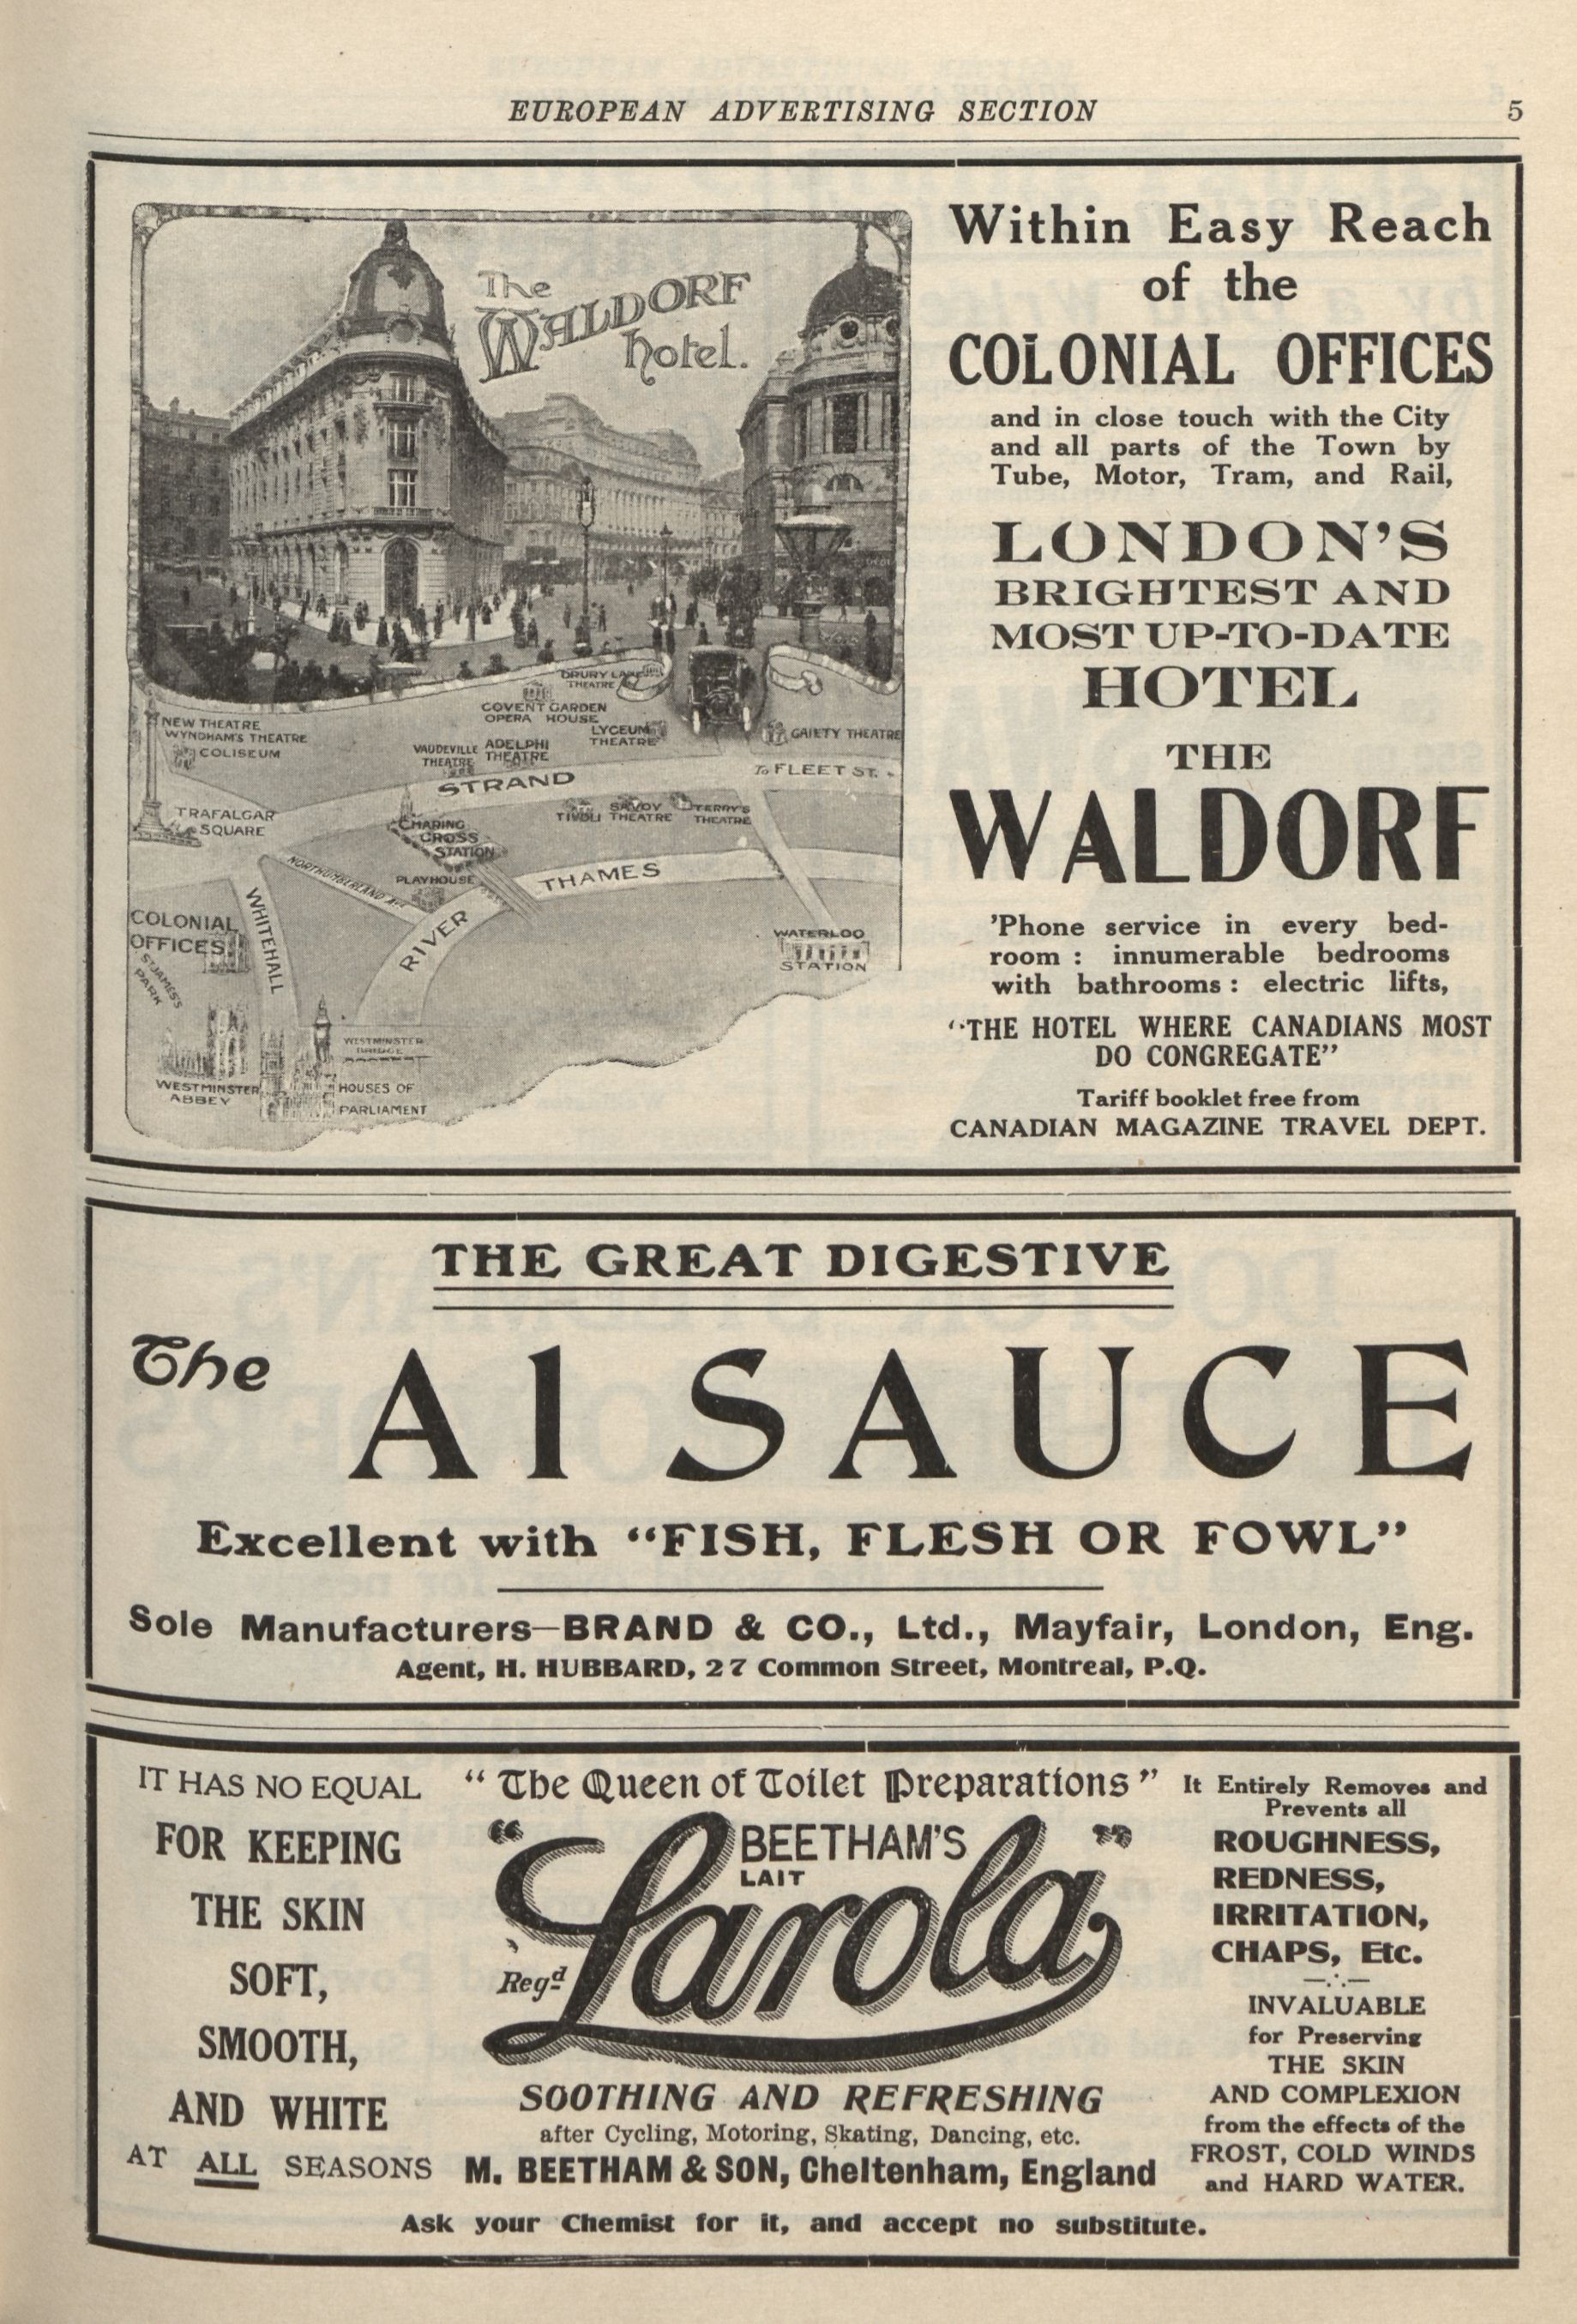 EUROPEAN ADVERTISING SECTION
5
The
WALDORF
hotel.
DRURY LANE
THEATRE
COVENT GARDEN
OPERA HOUSE
NEW THEATRE
WYNDHAM'S THEATRE
COLISEUM
LYCEUM
THEATRE
GAIETY THEATRE
VAUDEVILLE
THEATRE
ADELPHI
THEATRE
STRAND
To FLEET ST.
TRAFALGAR
SQUARE
CHARING
CROSS
STATION
TIVOLI
SAVOY
THEATRE
TERRY'S
THEATRE
NORTHUMBERLAND AVE
PLAYHOUSE
RIVER
THAMES
WHITEHALL
COLONIAL
OFFICES
ST JAMES'S
PARK
WATERLOO
STATION
WESTMINSTER
BRIDGE
WESTMINSTER
ABBEY
HOUSES OF
PARLIAMENT
Within Easy Reach
of the
COLONIAL OFFICES
and in close touch with the City
and all parts of the Town by
Tube, Motor, Tram, and Rail,
LONDON'S
BRIGHTEST AND
MOST UP-TO-DATE
HOTEL
THE
WALDORF
'Phone service in every bed-
room : innumerable bedrooms
with bathrooms : electric lifts,
"THE HOTEL WHERE CANADIANS MOST
DO CONGREGATE"
Tariff booklet free from
CANADIAN MAGAZINE TRAVEL DEPT.
THE GREAT DIGESTIVE
The A1 SAUCE
Excellent with "FISH, FLESH OR FOWL"
Sole Manufacturers—BRAND & CO., Ltd., Mayfair, London, Eng.
Agent, H. HUBBARD, 27 Common Street, Montreal, P.Q.
IT HAS NO EQUAL
FOR KEEPING
THE SKIN
SOFT,
SMOOTH,
AND WHITE
AT ALL SEASONS
"The Queen of Toilet Preparations"
BEETHAM'S
LAIT
"Larola"
Regd
SOOTHING AND REFRESHING
after Cycling, Motoring, Skating, Dancing, etc.
M. BEETHAM & SON, Cheltenham, England
It Entirely Removes and
Prevents all
ROUGHNESS,
REDNESS,
IRRITATION,
CHAPS, Etc.
INVALUABLE
for Preserving
THE SKIN
AND COMPLEXION
from the effects of the
FROST, COLD WINDS
and HARD WATER.
Ask your Chemist for it, and accept no substitute.